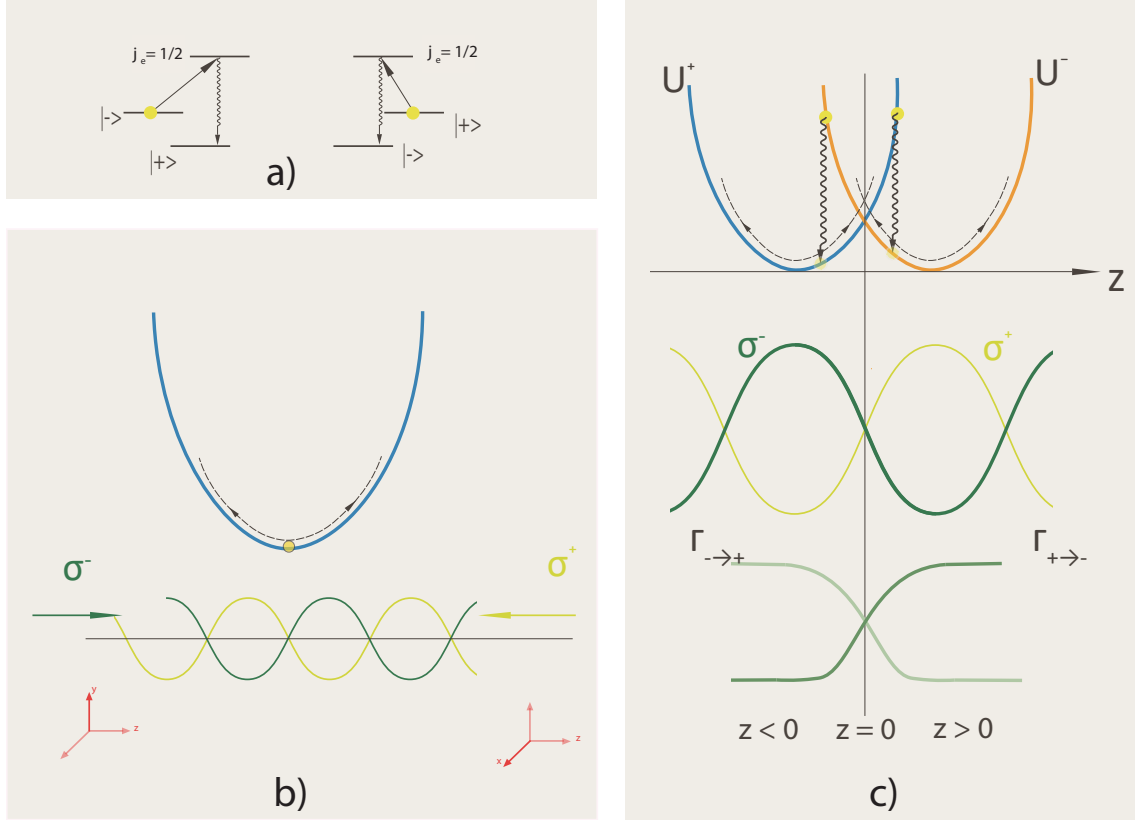 j_e = 1/2
j_e = 1/2
|->
|+>
|+>
|->
a)
σ⁻
σ⁺
y
z
z
x
b)
U⁺
U⁻
z
σ⁻
σ⁺
Γ_-→+
Γ_+→-
z < 0
z = 0
z > 0
c)